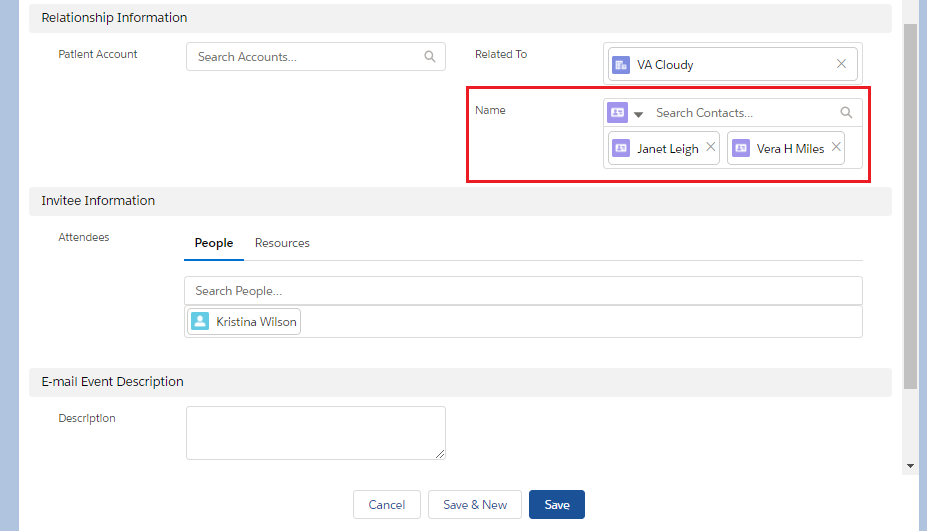 Relationship Information
Patient Account
Search Accounts...
Related To
VA Cloudy
Name
Search Contacts...
Janet Leigh
Vera H Miles
Invitee Information
Attendees
People
Resources
Search People...
Kristina Wilson
E-mail Event Description
Description
Cancel
Save & New
Save